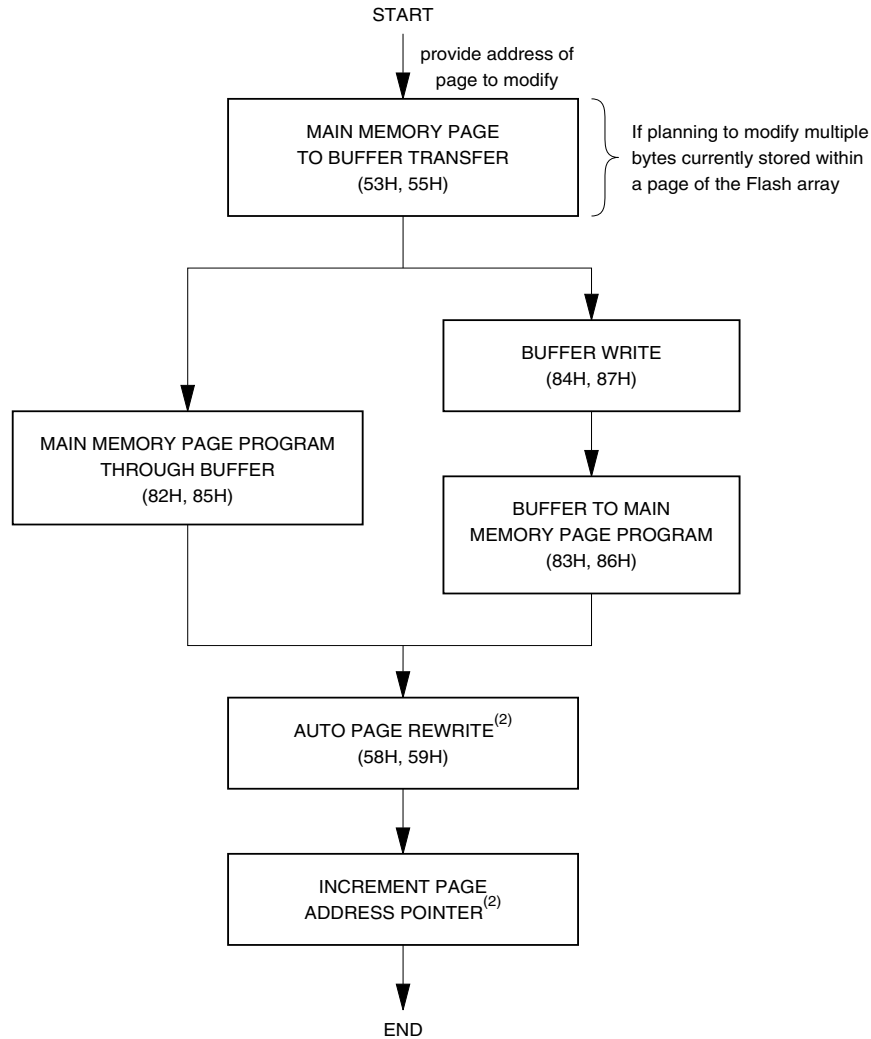 START
provide address of
page to modify
MAIN MEMORY PAGE
TO BUFFER TRANSFER
(53H, 55H)
If planning to modify multiple
bytes currently stored within
a page of the Flash array
BUFFER WRITE
(84H, 87H)
MAIN MEMORY PAGE PROGRAM
THROUGH BUFFER
(82H, 85H)
BUFFER TO MAIN
MEMORY PAGE PROGRAM
(83H, 86H)
AUTO PAGE REWRITE(2)
(58H, 59H)
INCREMENT PAGE
ADDRESS POINTER(2)
END